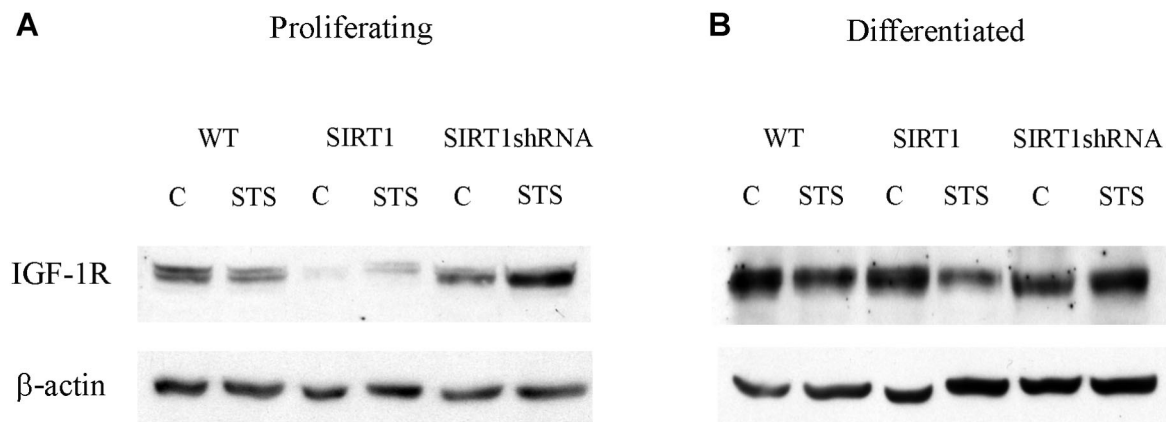 A Proliferating B Differentiated
WT SIRT1 SIRT1shRNA WT SIRT1 SIRT1shRNA
C STS C STS C STS C STS C STS C STS
IGF-1R
β-actin